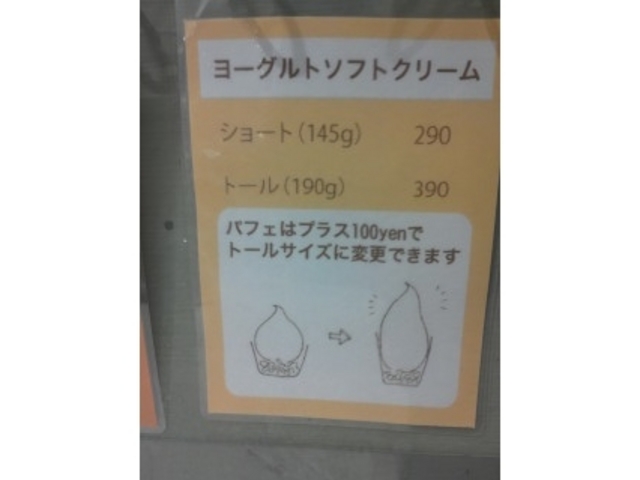 ヨーグルトソフトクリーム
ショート(145g) 290
トール(190g) 390
パフェはプラス100yenで
トールサイズに変更できます